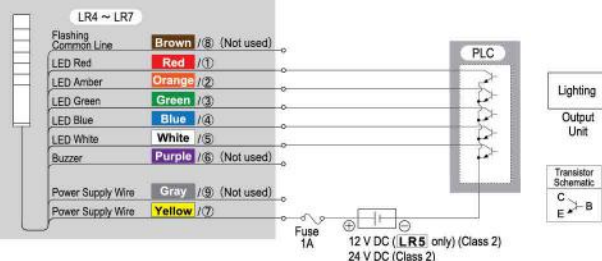 LR4 ~ LR7
Flashing
Common Line Brown /⑧ (Not used)
LED Red Red /①
LED Amber Orange /②
LED Green Green /③
LED Blue Blue /④
LED White White /⑤
Buzzer Purple /⑥ (Not used)
Power Supply Wire Gray /⑨ (Not used)
Power Supply Wire Yellow /⑦
Fuse
1A
⊕ ⊖
12 V DC (LR5 only) (Class 2)
24 V DC (Class 2)
PLC
Lighting
Output
Unit
Transistor
Schematic
C
B
E